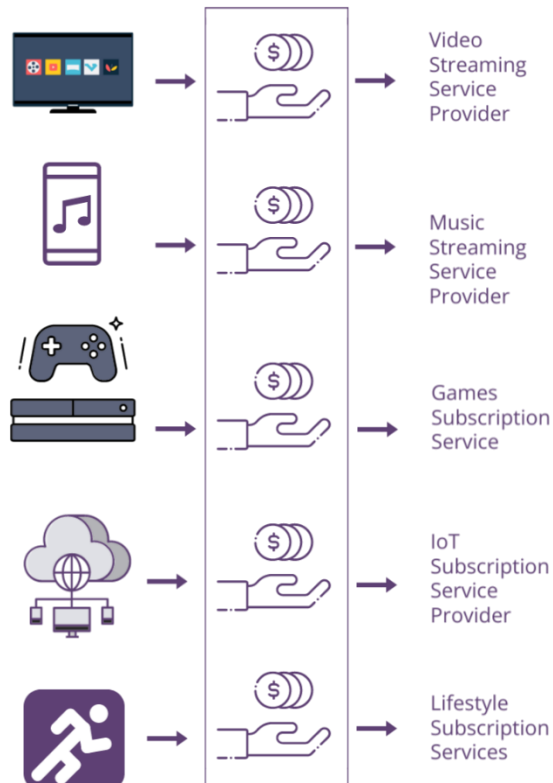 $
Video
Streaming
Service
Provider
$
Music
Streaming
Service
Provider
$
Games
Subscription
Service
$
IoT
Subscription
Service
Provider
$
Lifestyle
Subscription
Services